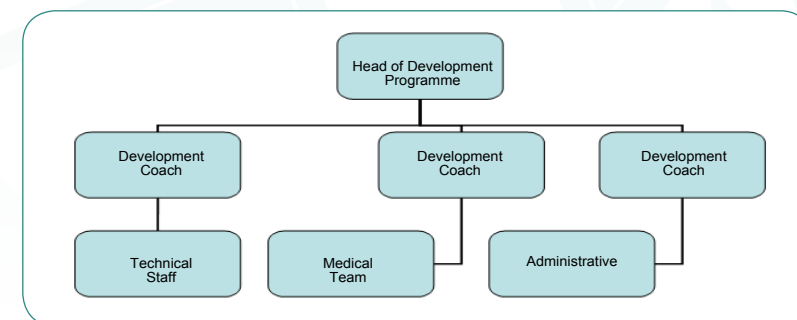 Head of Development
Programme
Development
Coach
Development
Coach
Development
Coach
Technical
Staff
Medical
Team
Administrative